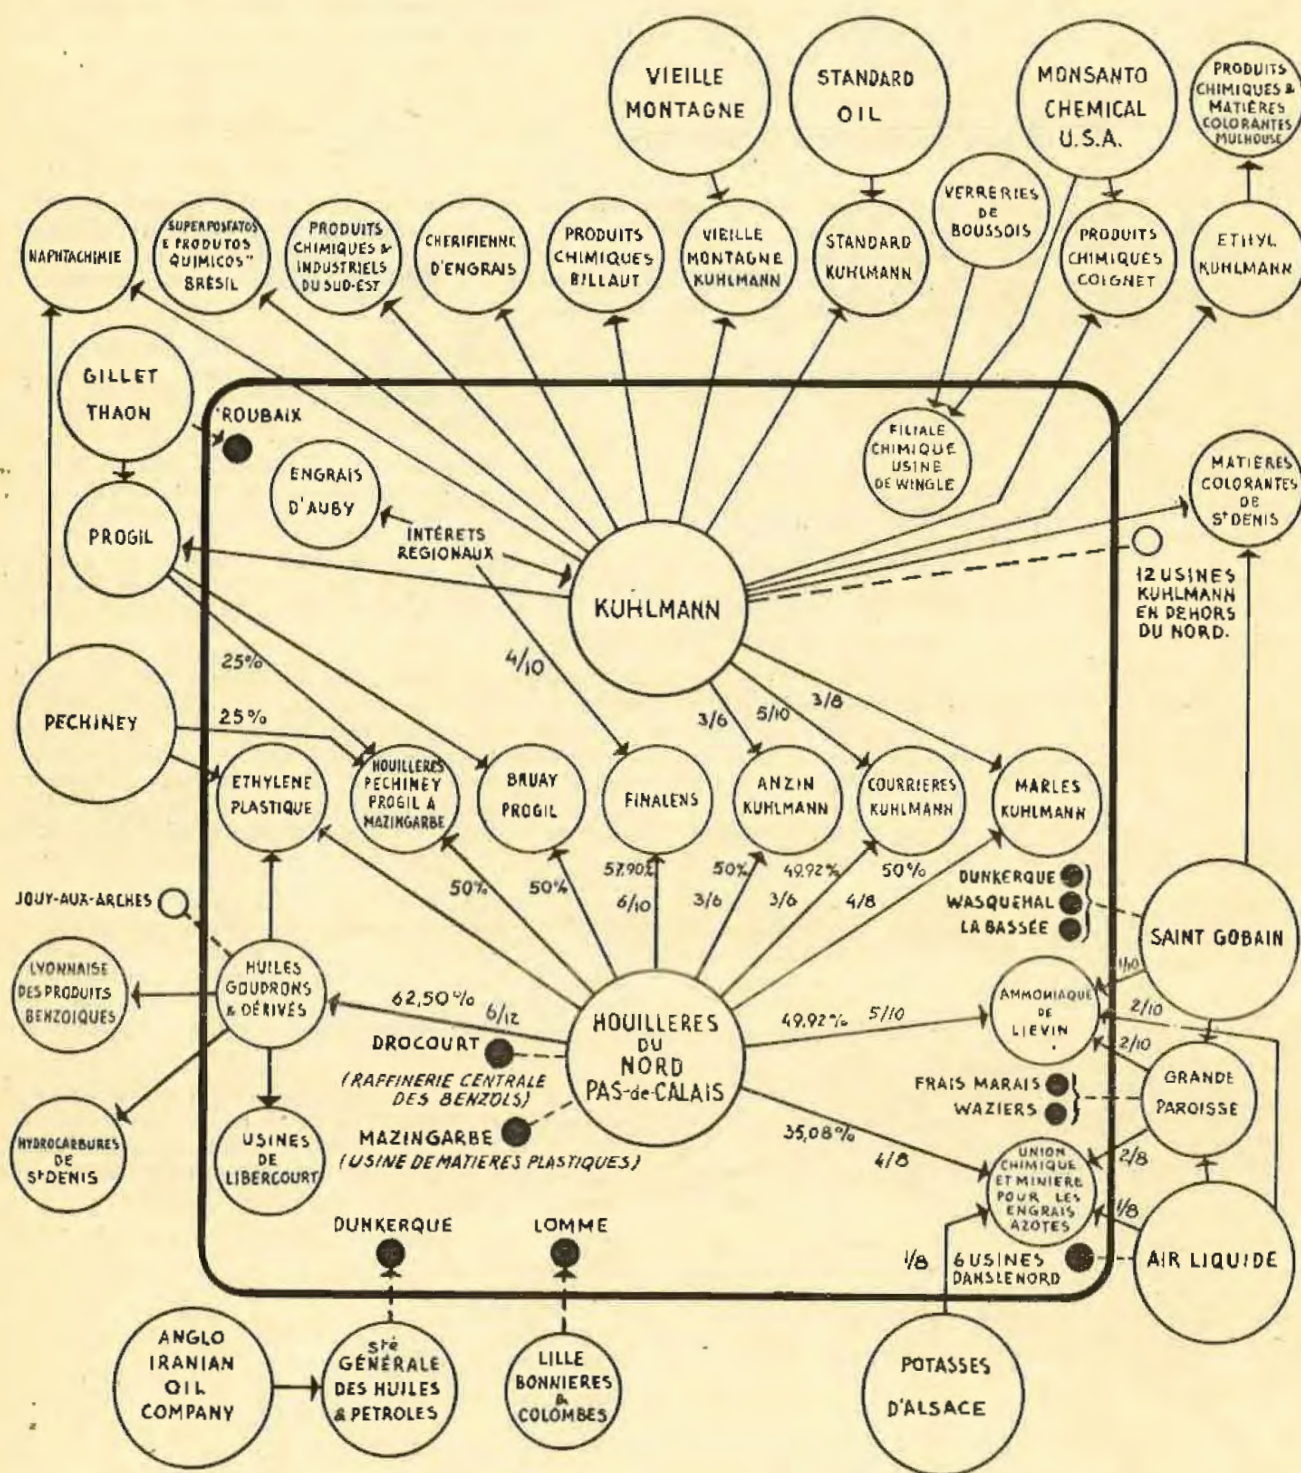 VIEILLE
MONTAGNE
STANDARD
OIL
MONSANTO
CHEMICAL
U.S.A.
PRODUITS
CHIMIQUES &
MATIÈRES
COLORANTES
MULHOUSE
NAPHTACHIMIE
SUPERPOSFATOS
E PRODUTOS
QUIMICOS"
BRÉSIL
PRODUITS
CHIMIQUES &
INDUSTRIELS
DU SUD-EST
CHERIFIENNE
D'ENGRAIS
PRODUITS
CHIMIQUES
BILLAUT
VIEILLE
MONTAGNE
KUHLMANN
STANDARD
KUHLMANN
VERRERIES
DE
BOUSSOIS
PRODUITS
CHIMIQUES
COIGNET
ETHYL
KUHLMANN
GILLET
THAON
ROUBAIX
ENGRAIS
D'AUBY
FILIALE
CHIMIQUE
USINE
DE WINGLE
MATIÈRES
COLORANTES
DE
St DENIS
PROGIL
INTÉRETS
REGIONAUX
KUHLMANN
12 USINES
KUHLMANN
EN DEHORS
DU NORD.
25%
4/10
PECHINEY
25%
3/6
5/10
3/8
ETHYLENE
PLASTIQUE
HOUILLÈRES
PECHINEY
PROGIL A
MAZINGARBE
BRUAY
PROGIL
FINALENS
ANZIN
KUHLMANN
COURRIÈRES
KUHLMANN
MARLES
KUHLMANN
50%
50%
57.90%
6/10
50%
3/6
49.92%
3/6
50%
4/8
DUNKERQUE
WASQUEHAL
LA BASSÉE
SAINT GOBAIN
JOUY-AUX-ARCHES
LYONNAISE
DES PRODUITS
BENZOIQUES
HUILES
GOUDRONS
& DÉRIVÉS
62,50%
6/12
HOUILLERES
DU
NORD
PAS-de-CALAIS
49.92% 5/10
AMMONIAQUE
DE
LIEVIN
1/10
2/10
2/10
DROCOURT
(RAFFINERIE CENTRALE
DES BENZOLS)
MAZINGARBE
(USINE DE MATIERES PLASTIQUES)
FRAIS MARAIS
WAZIERS
GRANDE
PAROISSE
35,08%
4/8
HYDROCARBURES
DE
St DENIS
USINES
DE
LIBERCOURT
UNION
CHIMIQUE
ET MINIERE
POUR LES
ENGRAIS
AZOTÉS
2/8
1/8
DUNKERQUE
LOMME
1/8
6 USINES
DANS LE NORD
AIR LIQUIDE
ANGLO
IRANIAN
OIL
COMPANY
Sté
GÉNÉRALE
DES HUILES
& PETROLES
LILLE
BONNIERES
&
COLOMBES
POTASSES
D'ALSACE